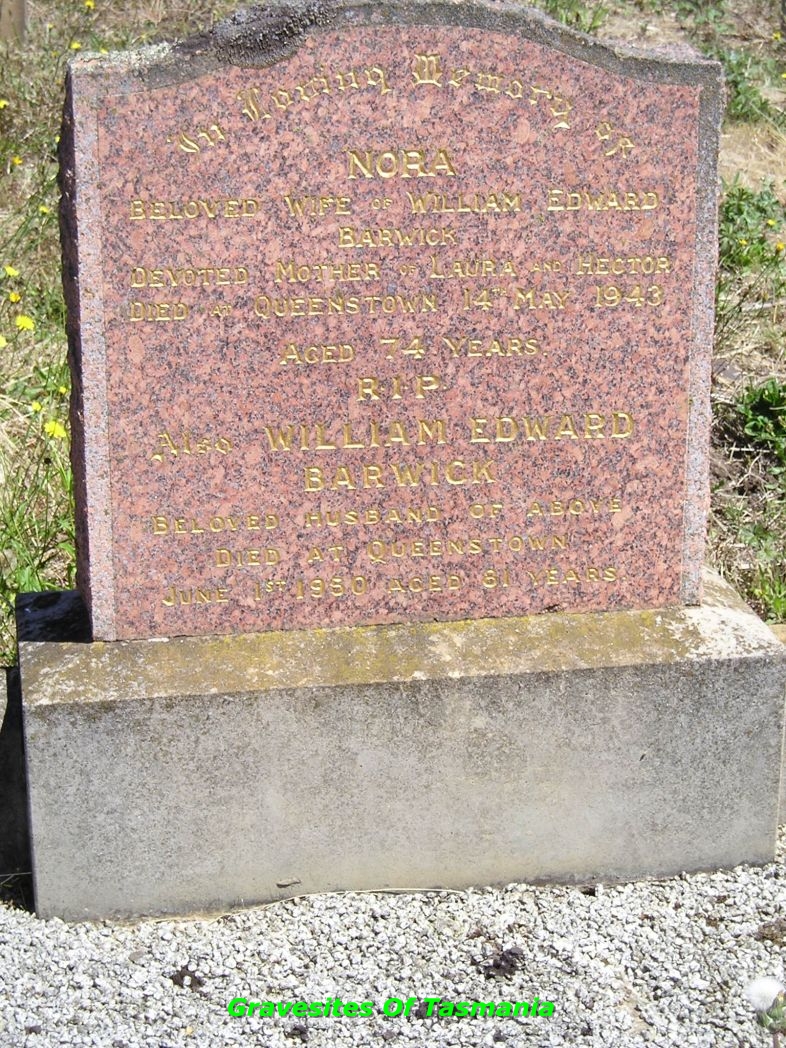 In Loving Memory of
NORA
BELOVED WIFE OF WILLIAM EDWARD
BARWICK
DEVOTED MOTHER OF LAURA AND HECTOR
DIED AT QUEENSTOWN 14TH MAY 1943
AGED 74 YEARS.
R.I.P.
Also WILLIAM EDWARD
BARWICK
BELOVED HUSBAND OF ABOVE
DIED AT QUEENSTOWN
JUNE 1ST 1950 AGED 81 YEARS.
Gravesites Of Tasmania